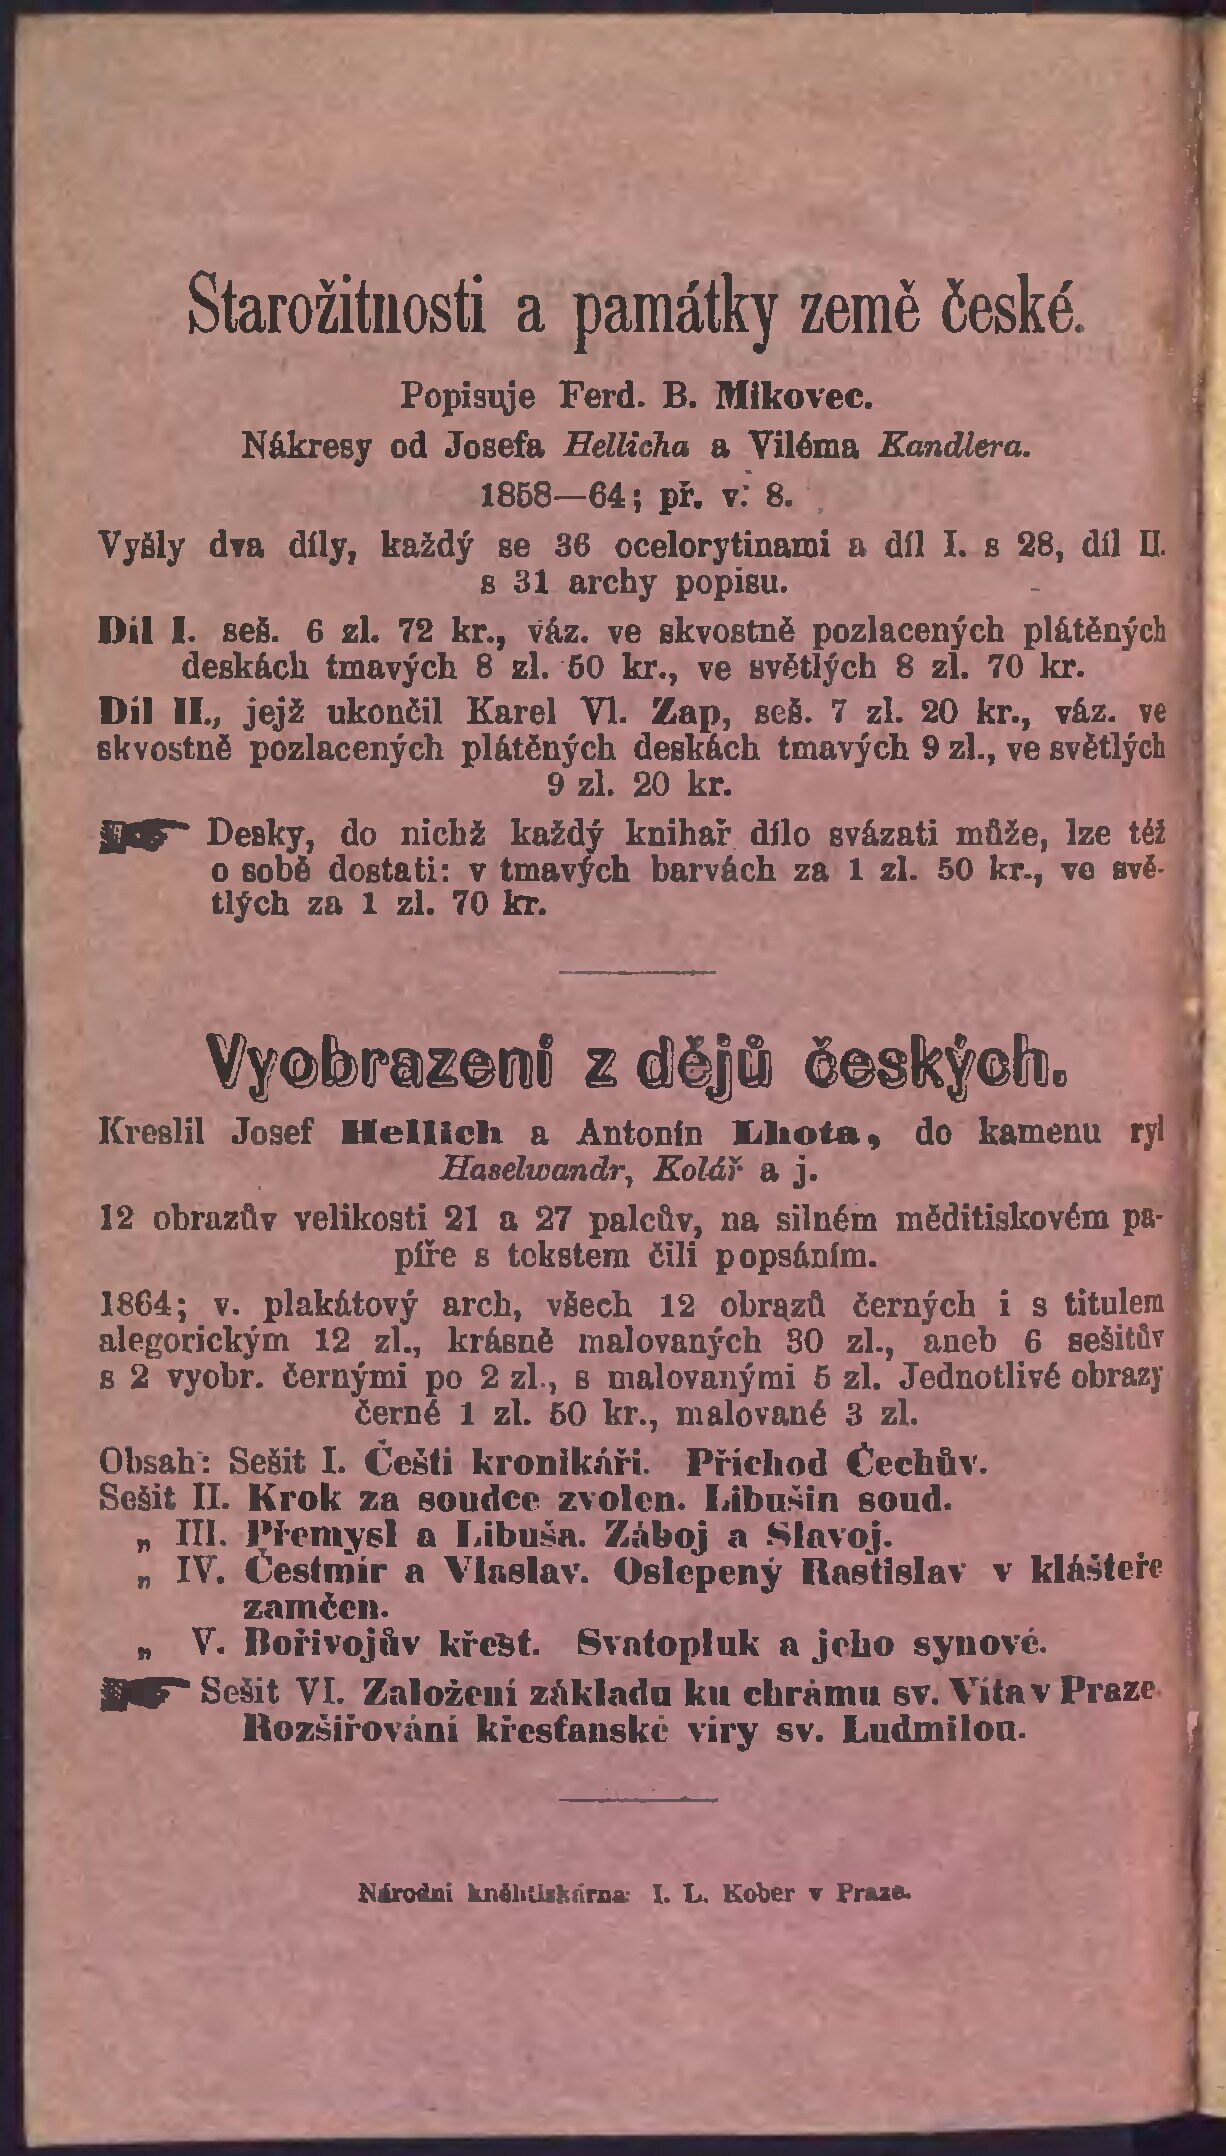 Starožitnosti a památky země české.
Popisuje Ferd. B. Mikovec.
Nákresy od Josefa Hellicha a Viléma Kandlera.
1858—64; př. v. 8.
Vyšly dva díly, každý se 36 ocelorytinami a díl I. s 28, díl II.
s 31 archy popisu.
Díl I. seš. 6 zl. 72 kr., váz. ve skvostně pozlacených plátěných
deskách tmavých 8 zl. 50 kr., ve světlých 8 zl. 70 kr.
Díl II., jejž ukončil Karel Vl. Zap, seš. 7 zl. 20 kr., váz. ve
skvostně pozlacených plátěných deskách tmavých 9 zl., ve světlých
9 zl. 20 kr.
☛ Desky, do nichž každý knihař dílo svázati může, lze též
o sobě dostati: v tmavých barvách za 1 zl. 50 kr., ve svě-
tlých za 1 zl. 70 kr.
Vyobrazení z dějů českých.
Kreslil Josef Hellich a Antonín Lhota, do kamenu ryl
Haselwandr, Kolář a j.
12 obrazův velikosti 21 a 27 palcův, na silném měditiskovém pa-
píře s tekstem čili popsáním.
1864; v. plakátový arch, všech 12 obrazů černých i s titulem
alegorickým 12 zl., krásně malovaných 30 zl., aneb 6 sešitův
s 2 vyobr. černými po 2 zl., s malovanými 5 zl. Jednotlivé obrazy
černé 1 zl. 50 kr., malované 3 zl.
Obsah: Sešit I. Čeští kronikáři. Příchod Čechův.
Sešit II. Krok za soudce zvolen. Libušin soud.
„ III. Přemysl a Libuša. Záboj a Slavoj.
„ IV. Čestmír a Vlaslav. Oslepený Rastislav v klášteře
zamčen.
„ V. Bořivojův křest. Svatopluk a jeho synové.
☛ Sešit VI. Založení základu ku chrámu sv. Víta v Praze
Rozšiřování křesťanské víry sv. Ludmilou.
Národní kněhtiskárna: I. L. Kober v Praze.